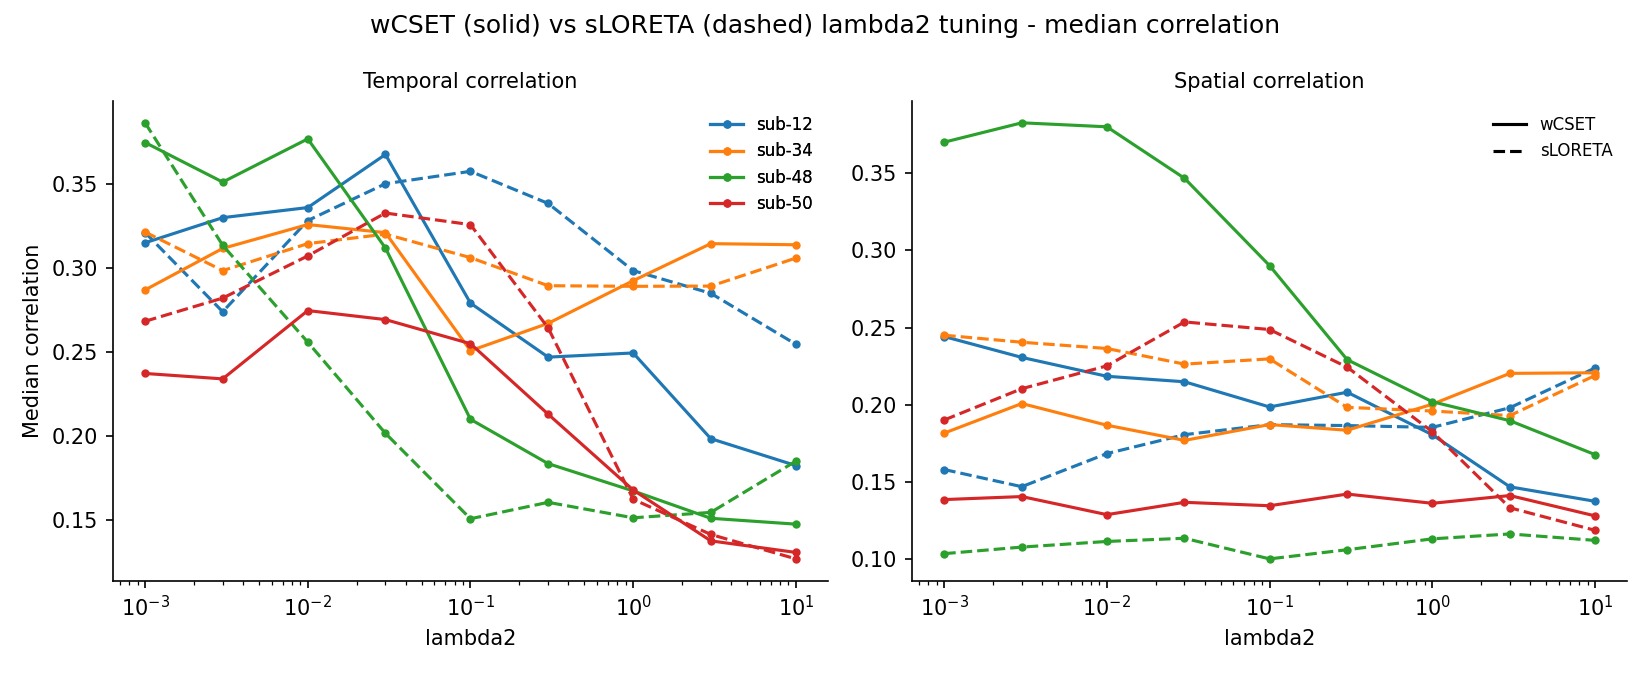 wCSET (solid) vs sLORETA (dashed) lambda2 tuning - median correlation
Temporal correlation
Median correlation
0.35
0.30
0.25
0.20
0.15
10⁻³
10⁻²
10⁻¹
10⁰
10¹
lambda2
sub-12
sub-34
sub-48
sub-50
Spatial correlation
0.35
0.30
0.25
0.20
0.15
0.10
10⁻³
10⁻²
10⁻¹
10⁰
10¹
lambda2
wCSET
sLORETA